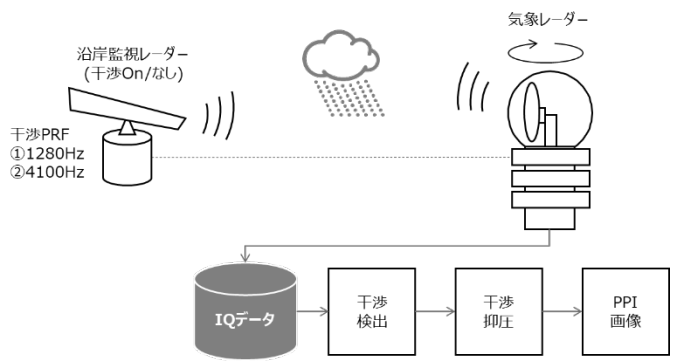 気象レーダー
沿岸監視レーダー
(干渉On/なし)
干渉PRF
①1280Hz
②4100Hz
IQデータ
干渉
検出
干渉
抑圧
PPI
画像